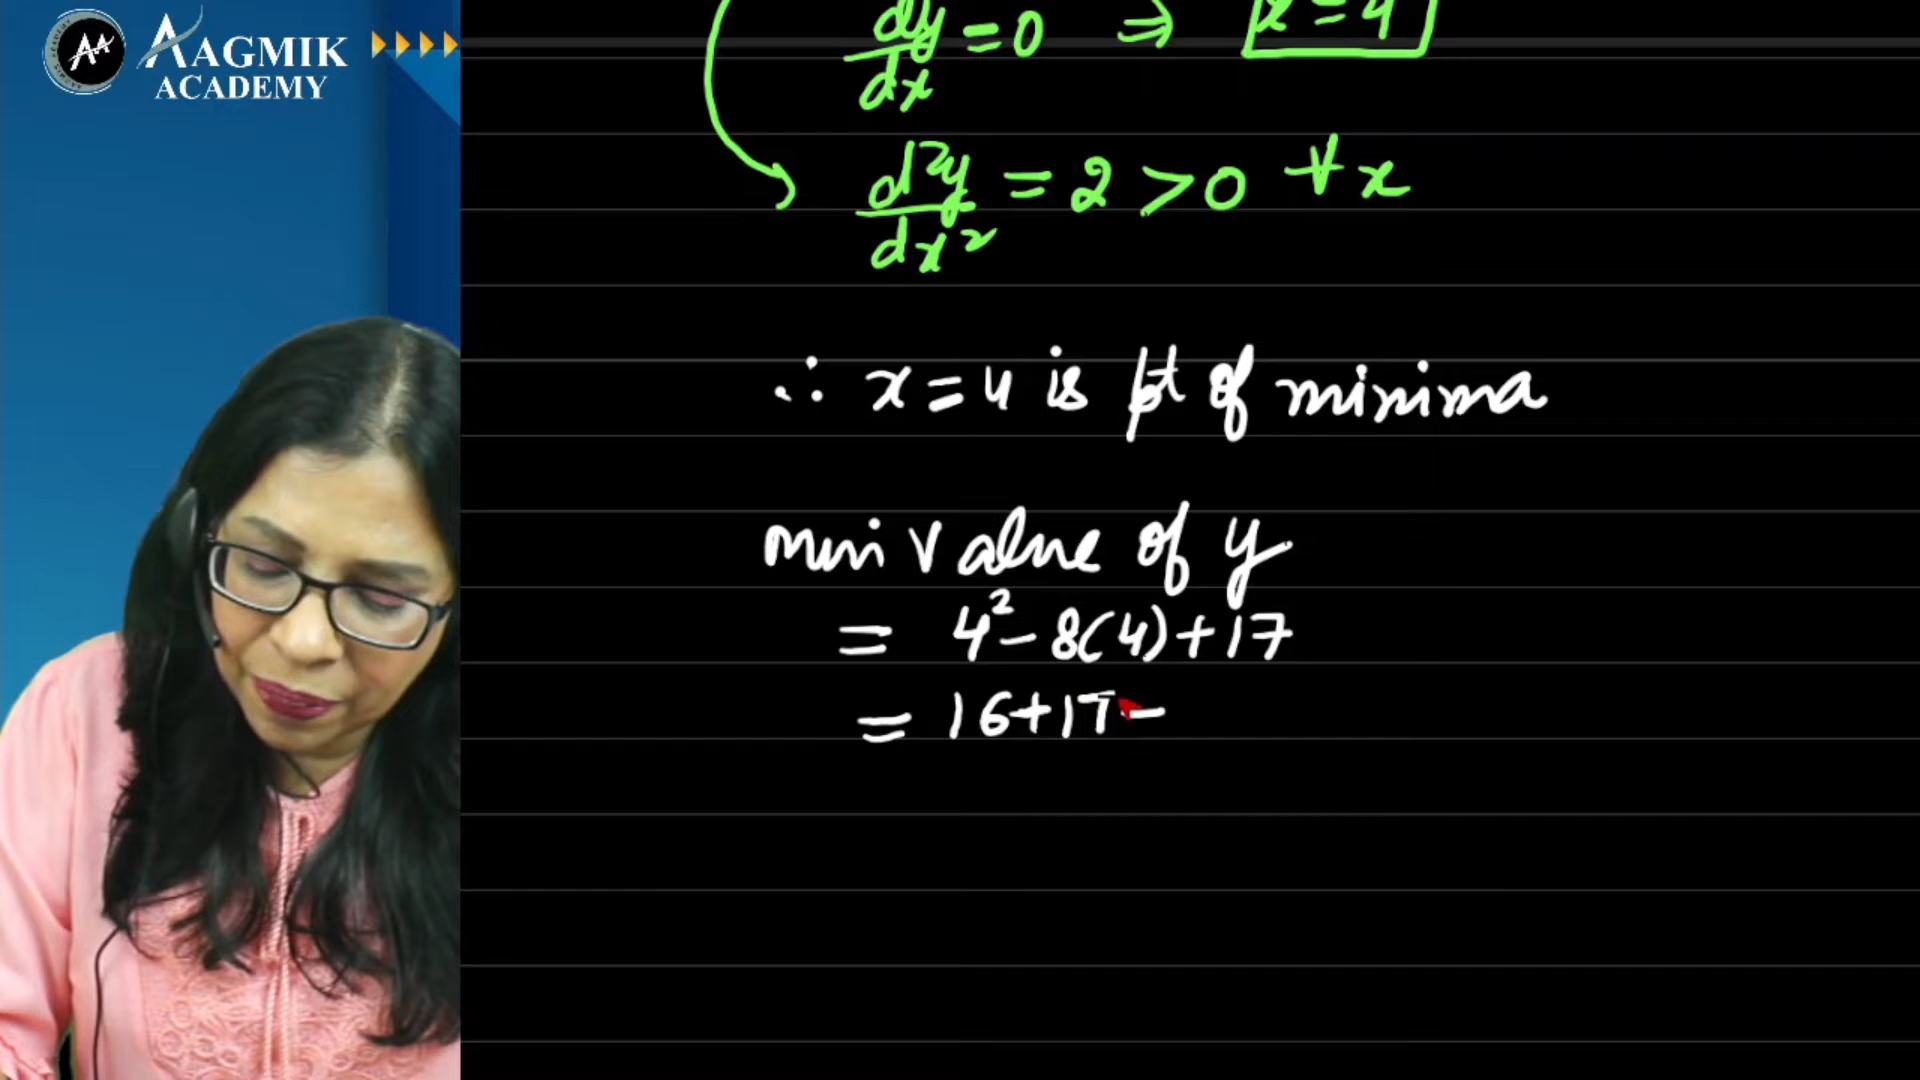 AAGMIK
ACADEMY
dy/dx = 0 ⇒ x = 4
d²y/dx² = 2 > 0 ∀ x
∴ x = 4 is pt of minima
min value of y
= 4² - 8(4) + 17
= 16 + 17 -